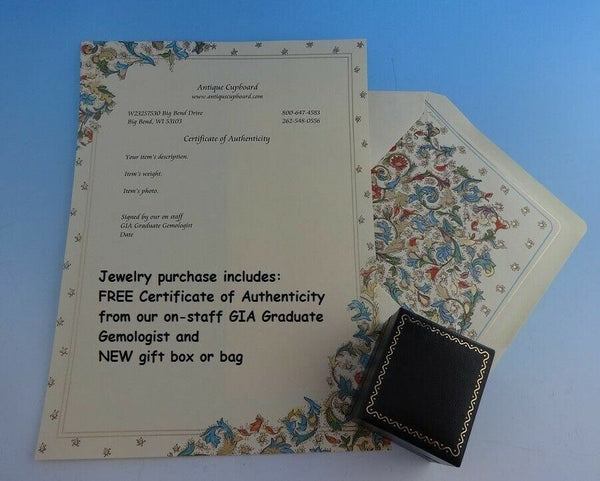 Antique Cupboard
www.antiquecupboard.com
W23257530 Big Bend Drive 800-647-4583
Big Bend, WI 53103 262-548-0556
Certificate of Authenticity
Your item's description.
Item's weight.
Item's photo.
Signed by our on staff
GIA Graduate Gemologist
Date
Jewelry purchase includes:
FREE Certificate of Authenticity
from our on-staff GIA Graduate
Gemologist and
NEW gift box or bag